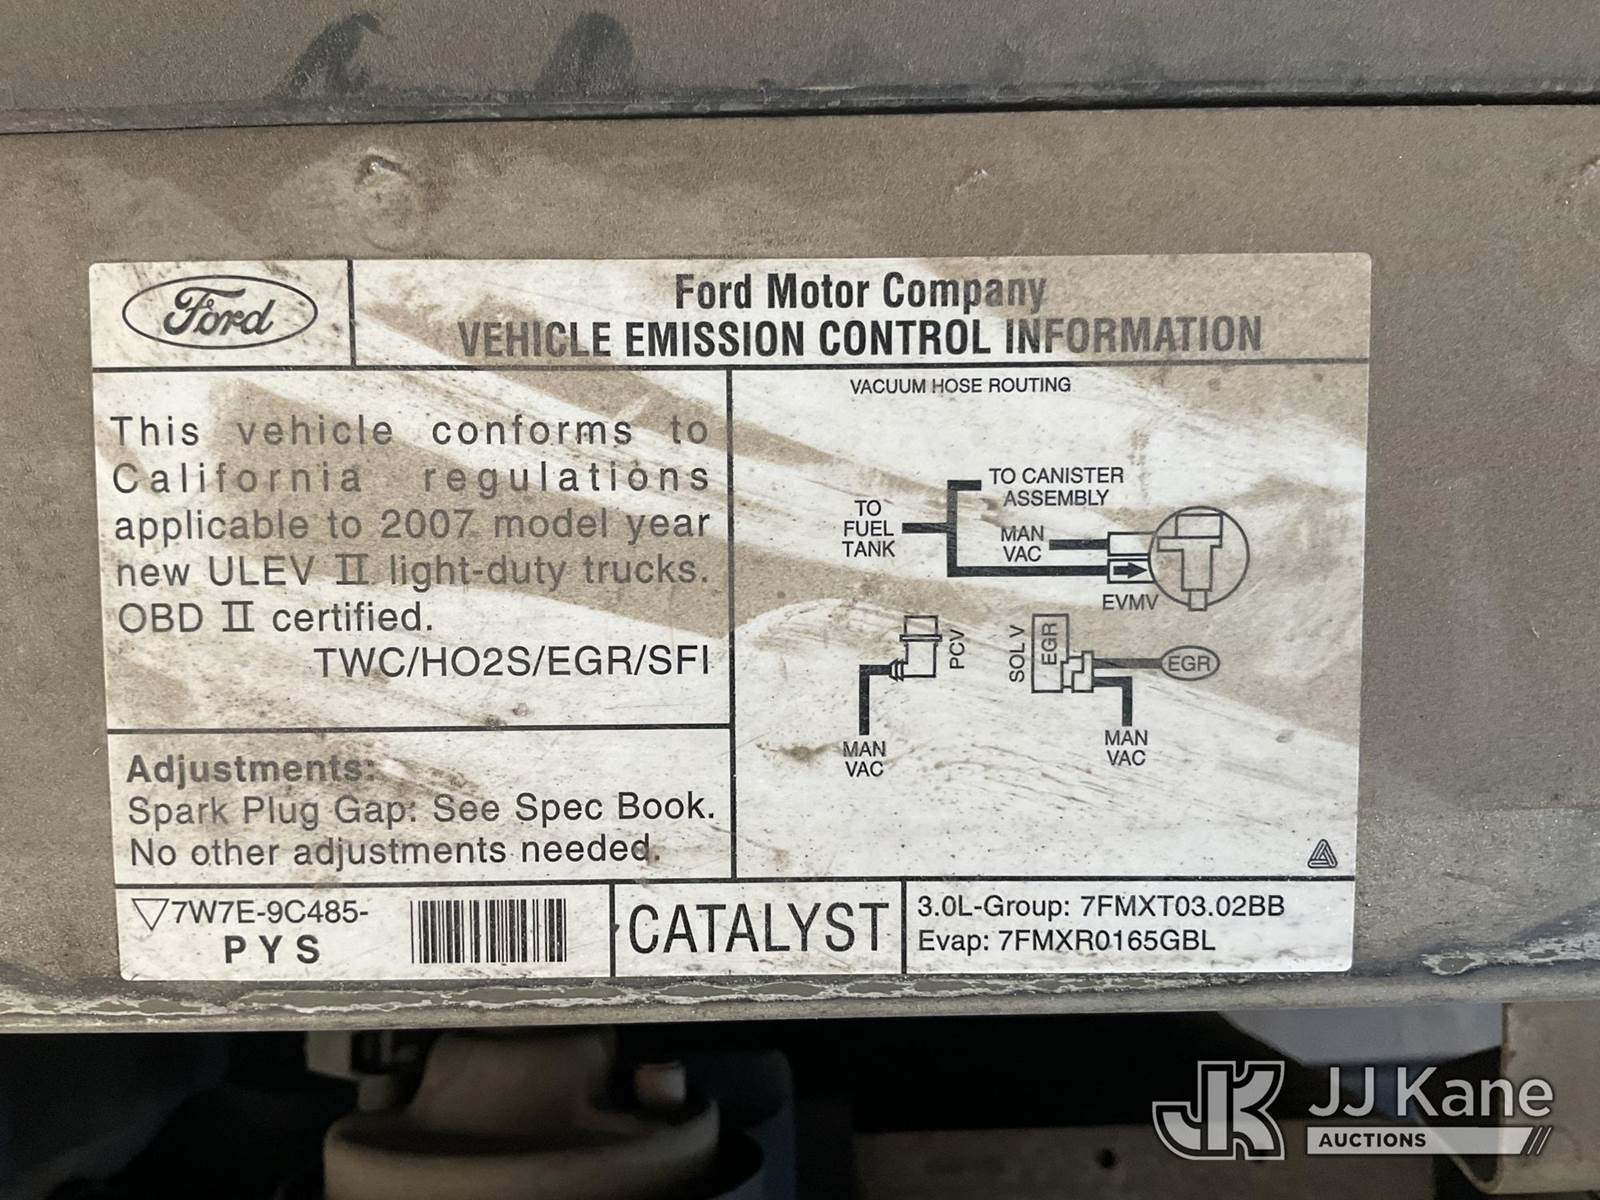 Ford
Ford Motor Company
VEHICLE EMISSION CONTROL INFORMATION
This vehicle conforms to
California regulations
applicable to 2007 model year
new ULEV II light-duty trucks.
OBD II certified.
TWC/HO2S/EGR/SFI
Adjustments:
Spark Plug Gap: See Spec Book.
No other adjustments needed.
VACUUM HOSE ROUTING
TO CANISTER
ASSEMBLY
TO
FUEL
TANK
MAN
VAC
EVMV
PCV
MAN
VAC
SOL V
EGR
EGR
MAN
VAC
7W7E-9C485-
PYS
CATALYST
3.0L-Group: 7FMXT03.02BB
Evap: 7FMXR0165GBL
JK
JJ Kane
AUCTIONS